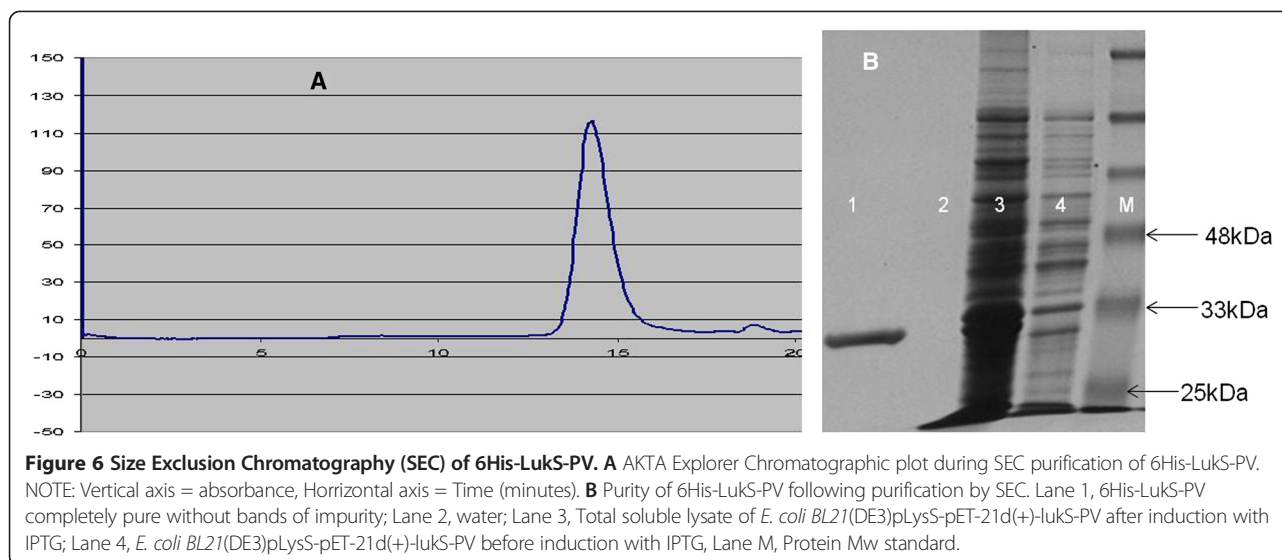 150
130
110
90
70
50
30
10
-10
-30
-50
0
5
10
15
20
A
B
1
2
3
4
M
48kDa
33kDa
25kDa
Figure 6 Size Exclusion Chromatography (SEC) of 6His-LukS-PV. A AKTA Explorer Chromatographic plot during SEC purification of 6His-LukS-PV.
NOTE: Vertical axis = absorbance, Horrizontal axis = Time (minutes). B Purity of 6His-LukS-PV following purification by SEC. Lane 1, 6His-LukS-PV
completely pure without bands of impurity; Lane 2, water; Lane 3, Total soluble lysate of E. coli BL21(DE3)pLysS-pET-21d(+)-lukS-PV after induction with
IPTG; Lane 4, E. coli BL21(DE3)pLysS-pET-21d(+)-lukS-PV before induction with IPTG, Lane M, Protein Mw standard.